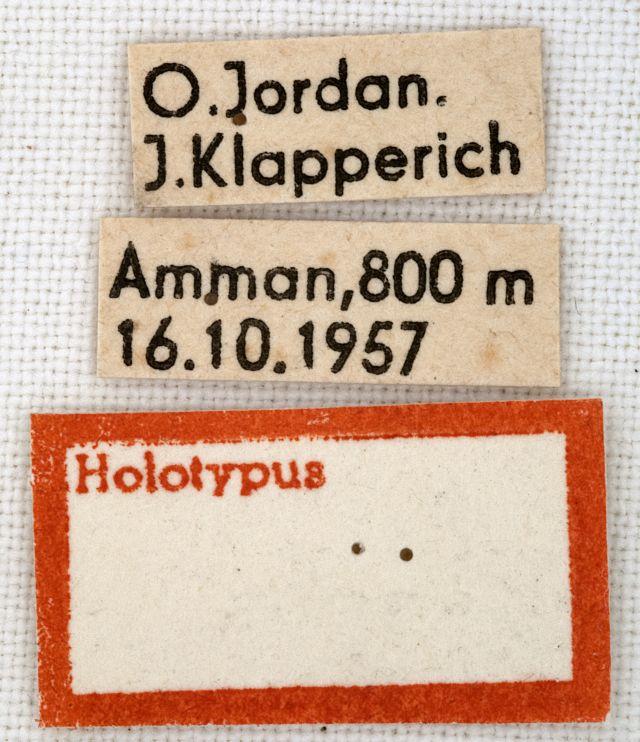 O.Jordan.
J.Klapperich
Amman,800 m
16.10.1957
Holotypus